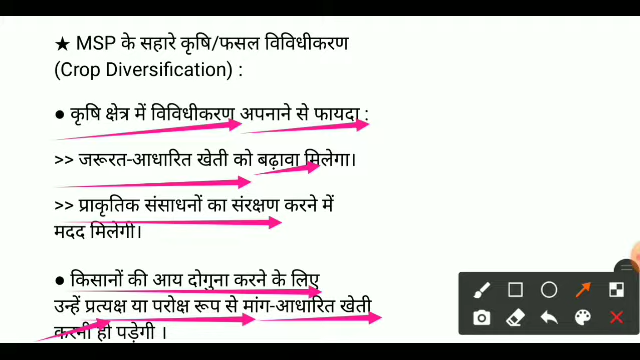 ★ MSP के सहारे कृषि/फसल विविधीकरण
(Crop Diversification) :
● कृषि क्षेत्र में विविधीकरण अपनाने से फायदा :
>> जरूरत-आधारित खेती को बढ़ावा मिलेगा।
>> प्राकृतिक संसाधनों का संरक्षण करने में
मदद मिलेगी।
● किसानों की आय दोगुना करने के लिए
उन्हें प्रत्यक्ष या परोक्ष रूप से मांग-आधारित खेती
करनी ही पड़ेगी ।